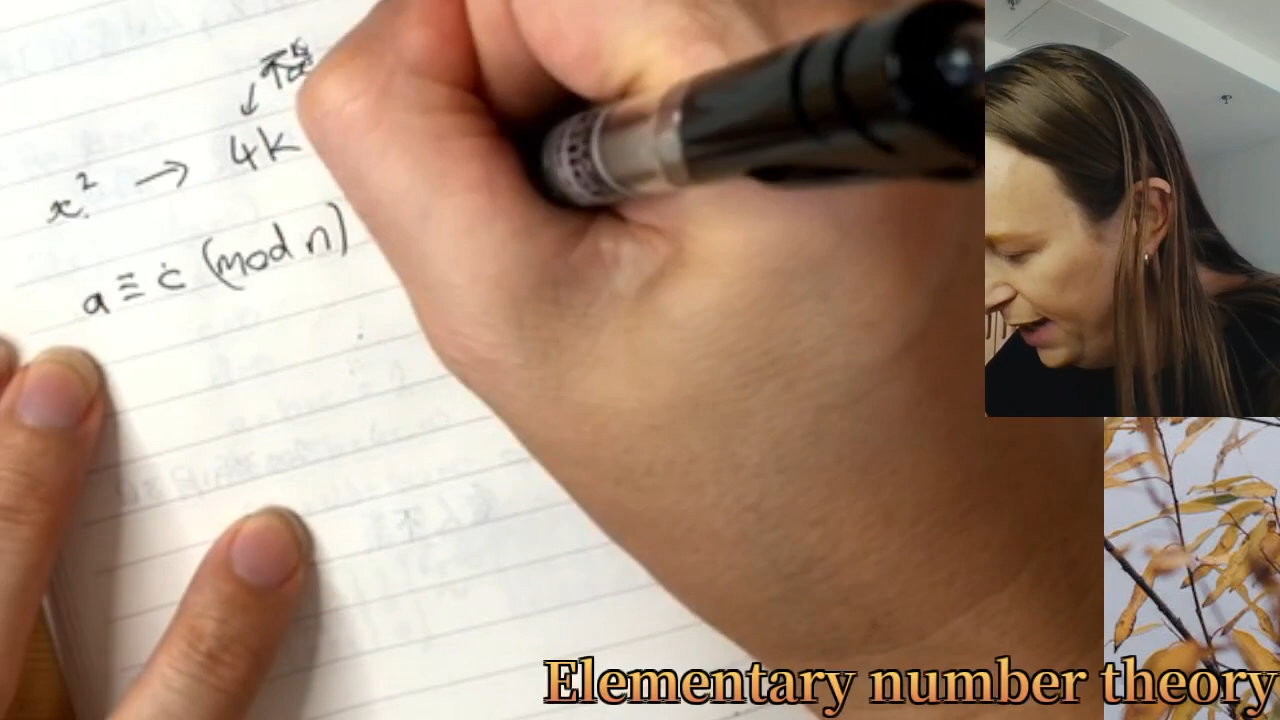 x² → 4k
a ≡ c (mod n)
Elementary number theory